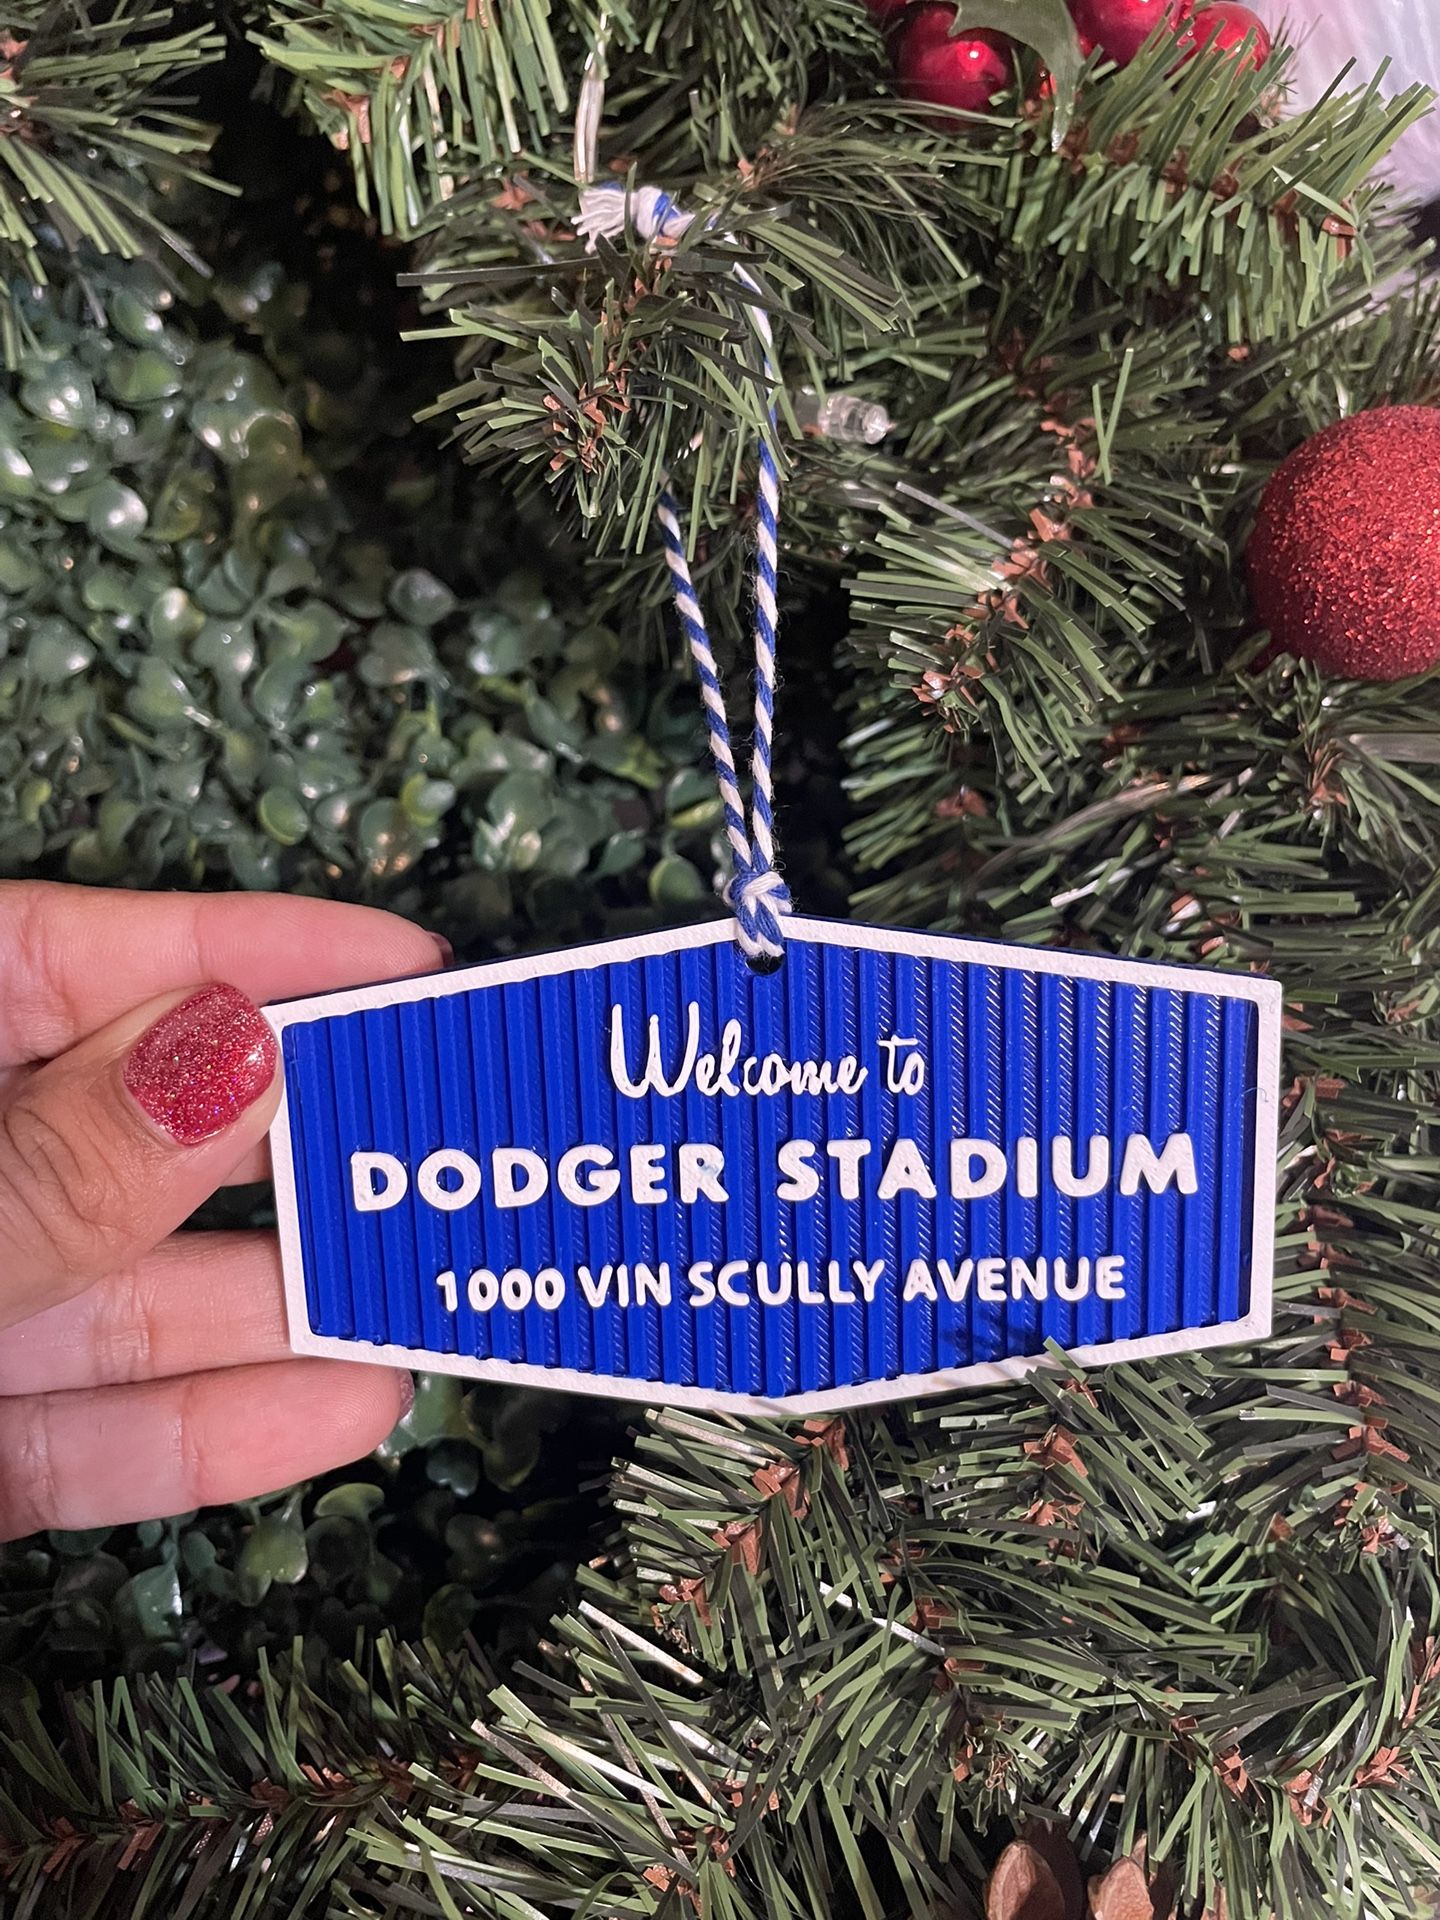 Welcome to
DODGER STADIUM
1000 VIN SCULLY AVENUE